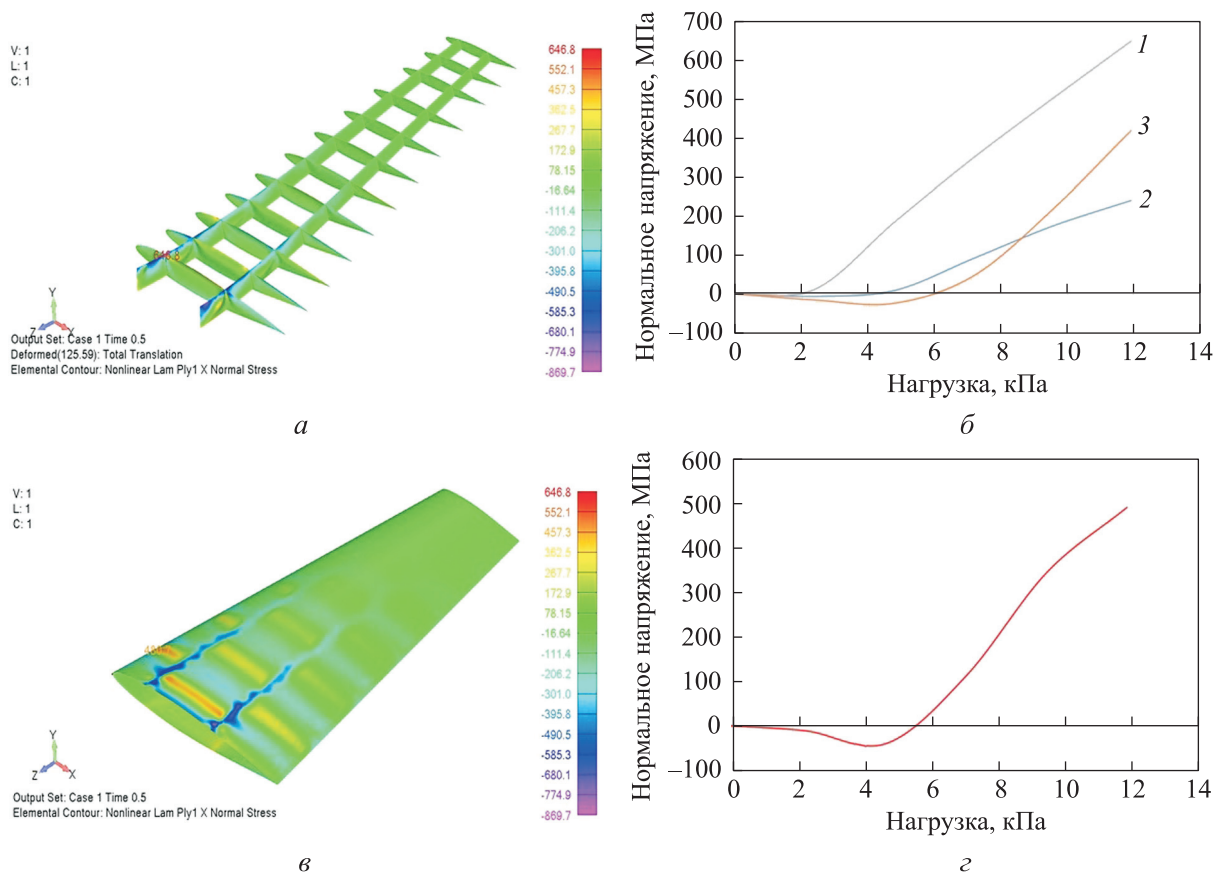 V: 1
L: 1
C: 1
646.8
552.1
457.3
362.5
267.7
172.9
78.15
-16.64
-111.4
-206.2
-301.0
-395.8
-490.5
-585.3
-680.1
-774.9
-869.7
646.8
Y
Z X
Output Set: Case 1 Time 0.5
Deformed(125.59): Total Translation
Elemental Contour: Nonlinear Lam Ply1 X Normal Stress
а
Нормальное напряжение, МПа
700
600
500
400
300
200
100
0
–100
1
3
2
0 2 4 6 8 10 12 14
Нагрузка, кПа
б
V: 1
L: 1
C: 1
646.8
552.1
457.3
362.5
267.7
172.9
78.15
-16.64
-111.4
-206.2
-301.0
-395.8
-490.5
-585.3
-680.1
-774.9
-869.7
Y
Z X
Output Set: Case 1 Time 0.5
Elemental Contour: Nonlinear Lam Ply1 X Normal Stress
в
Нормальное напряжение, МПа
600
500
400
300
200
100
0
–100
0 2 4 6 8 10 12 14
Нагрузка, кПа
г